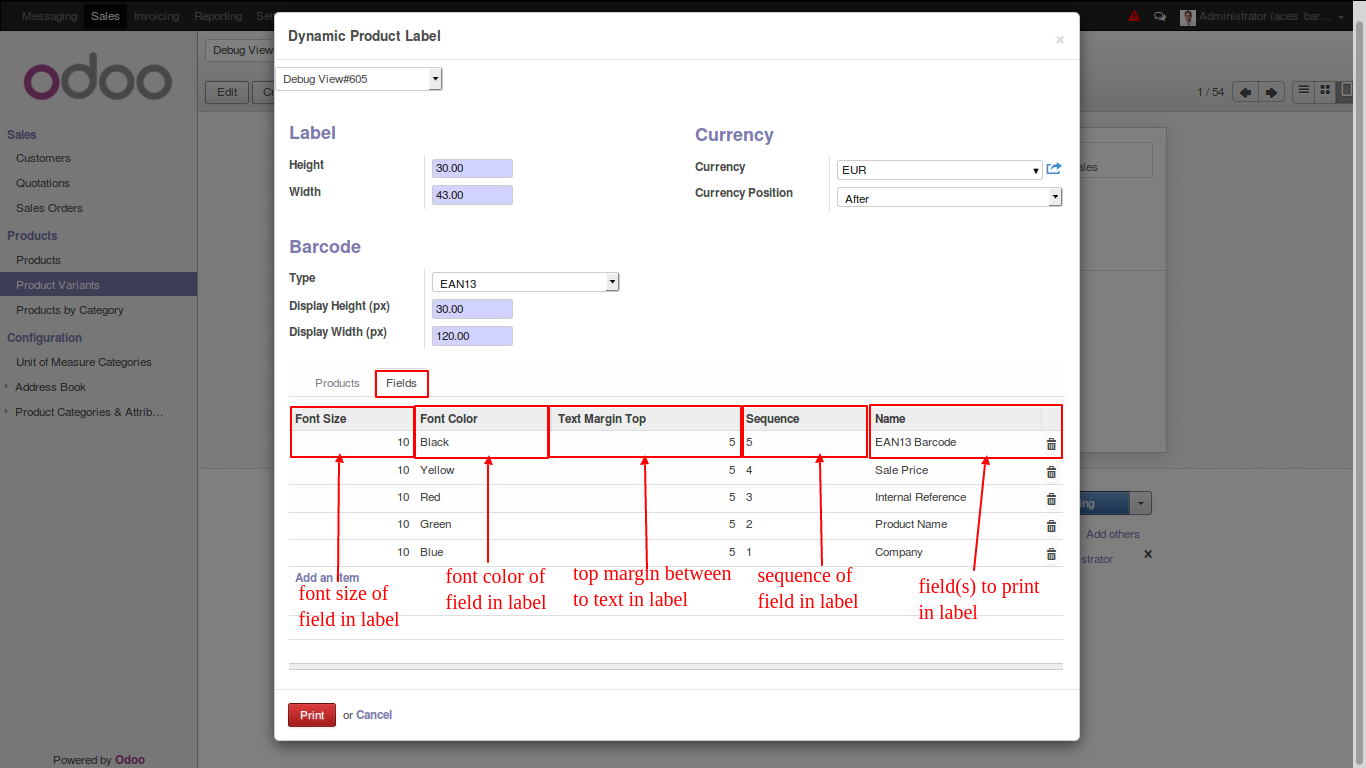 Messaging Sales Invoicing Reporting
Administrator (aces_bar...
odoo
Sales
Customers
Quotations
Sales Orders
Products
Products
Product Variants
Products by Category
Configuration
Unit of Measure Categories
Address Book
Product Categories & Attrib...
Powered by Odoo
Debug View
Edit
1 / 54
Add others
Dynamic Product Label
×
Debug View#605
Label
Height 30.00
Width 43.00
Currency
Currency EUR
Currency Position After
Barcode
Type EAN13
Display Height (px) 30.00
Display Width (px) 120.00
Products Fields
Font Size Font Color Text Margin Top Sequence Name
10 Black 5 5 EAN13 Barcode
10 Yellow 5 4 Sale Price
10 Red 5 3 Internal Reference
10 Green 5 2 Product Name
10 Blue 5 1 Company
Add an item
font size of
field in label
font color of
field in label
top margin between
to text in label
sequence of
field in label
field(s) to print
in label
Print or Cancel